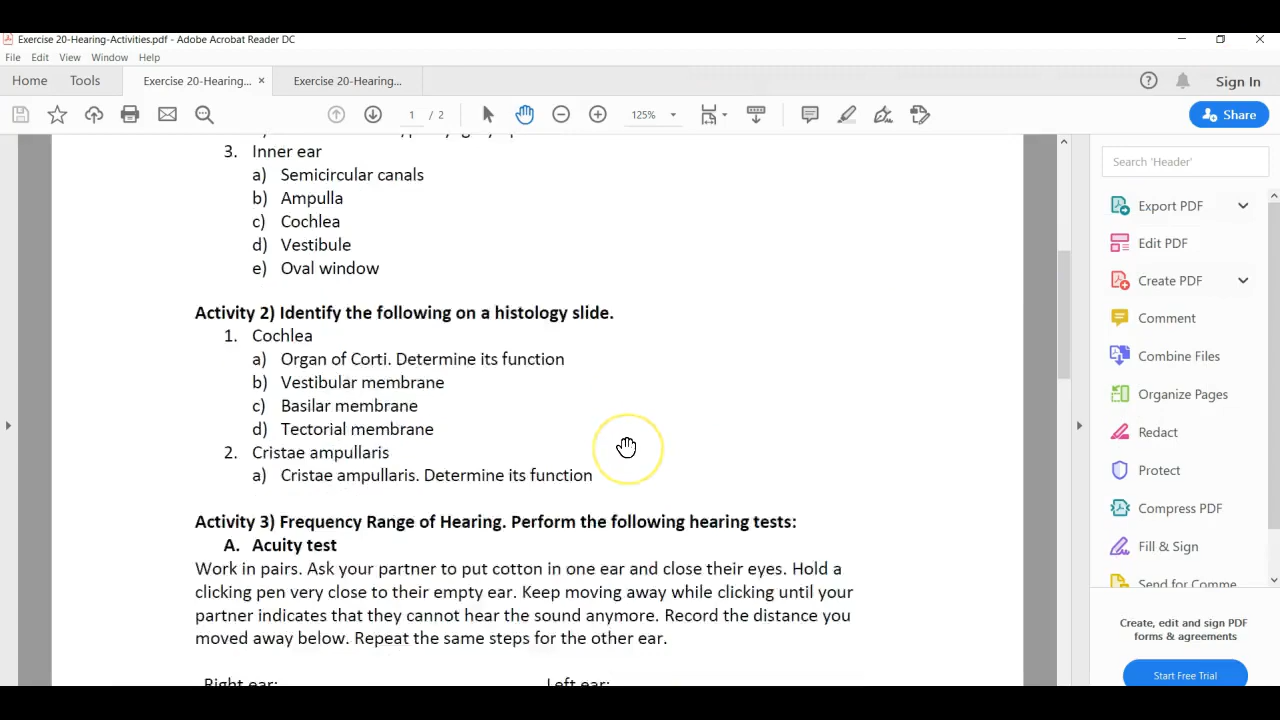 Exercise 20-Hearing-Activities.pdf - Adobe Acrobat Reader DC
File Edit View Window Help
Home Tools Exercise 20-Hearing... × Exercise 20-Hearing... Sign In
1 / 2 125% Share
3. Inner ear
a) Semicircular canals
b) Ampulla
c) Cochlea
d) Vestibule
e) Oval window
Activity 2) Identify the following on a histology slide.
1. Cochlea
a) Organ of Corti. Determine its function
b) Vestibular membrane
c) Basilar membrane
d) Tectorial membrane
2. Cristae ampullaris
a) Cristae ampullaris. Determine its function
Activity 3) Frequency Range of Hearing. Perform the following hearing tests:
A. Acuity test
Work in pairs. Ask your partner to put cotton in one ear and close their eyes. Hold a
clicking pen very close to their empty ear. Keep moving away while clicking until your
partner indicates that they cannot hear the sound anymore. Record the distance you
moved away below. Repeat the same steps for the other ear.
Right ear: Left ear:
Search 'Header'
Export PDF
Edit PDF
Create PDF
Comment
Combine Files
Organize Pages
Redact
Protect
Compress PDF
Fill & Sign
Send for Comme
Create, edit and sign PDF
forms & agreements
Start Free Trial